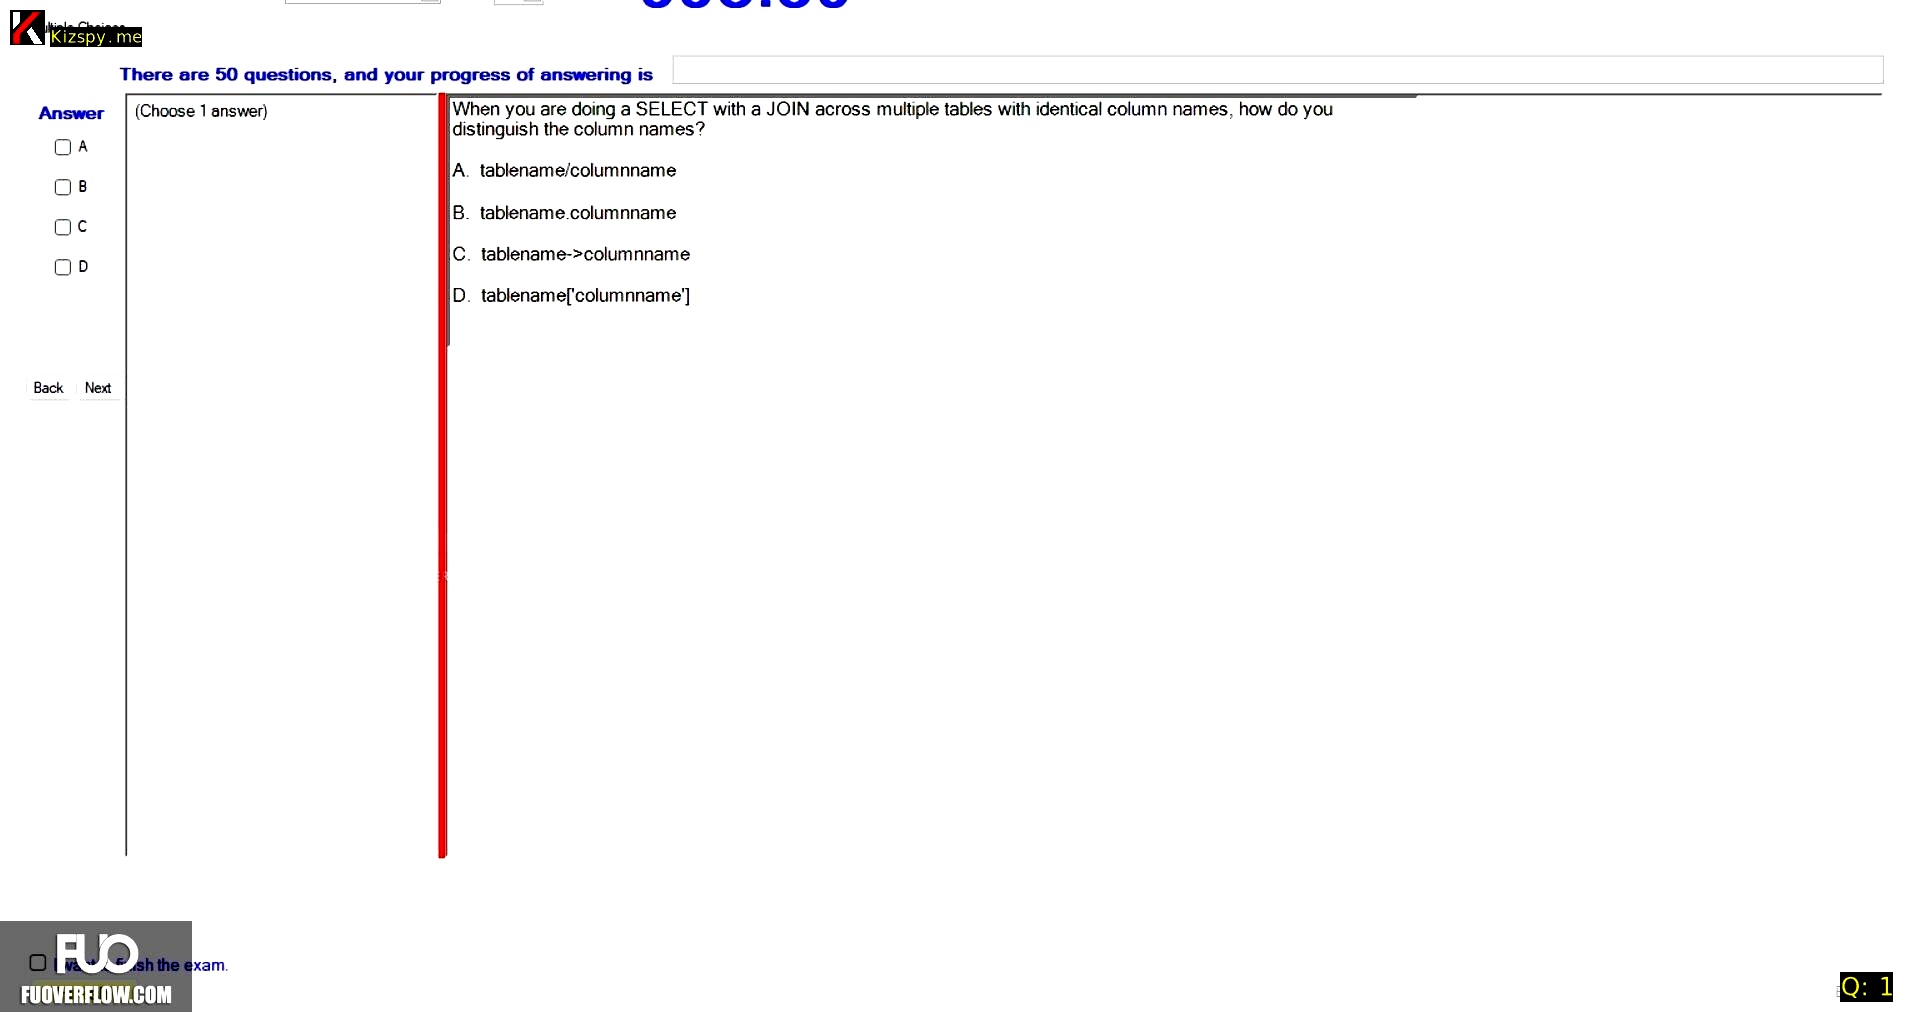 Kizspy.me
There are 50 questions, and your progress of answering is
Answer
(Choose 1 answer)
A
B
C
D
Back Next
When you are doing a SELECT with a JOIN across multiple tables with identical column names, how do you
distinguish the column names?
A. tablename/columnname
B. tablename.columnname
C. tablename->columnname
D. tablename['columnname']
FUO
the exam.
FUOVERFLOW.COM
Q: 1